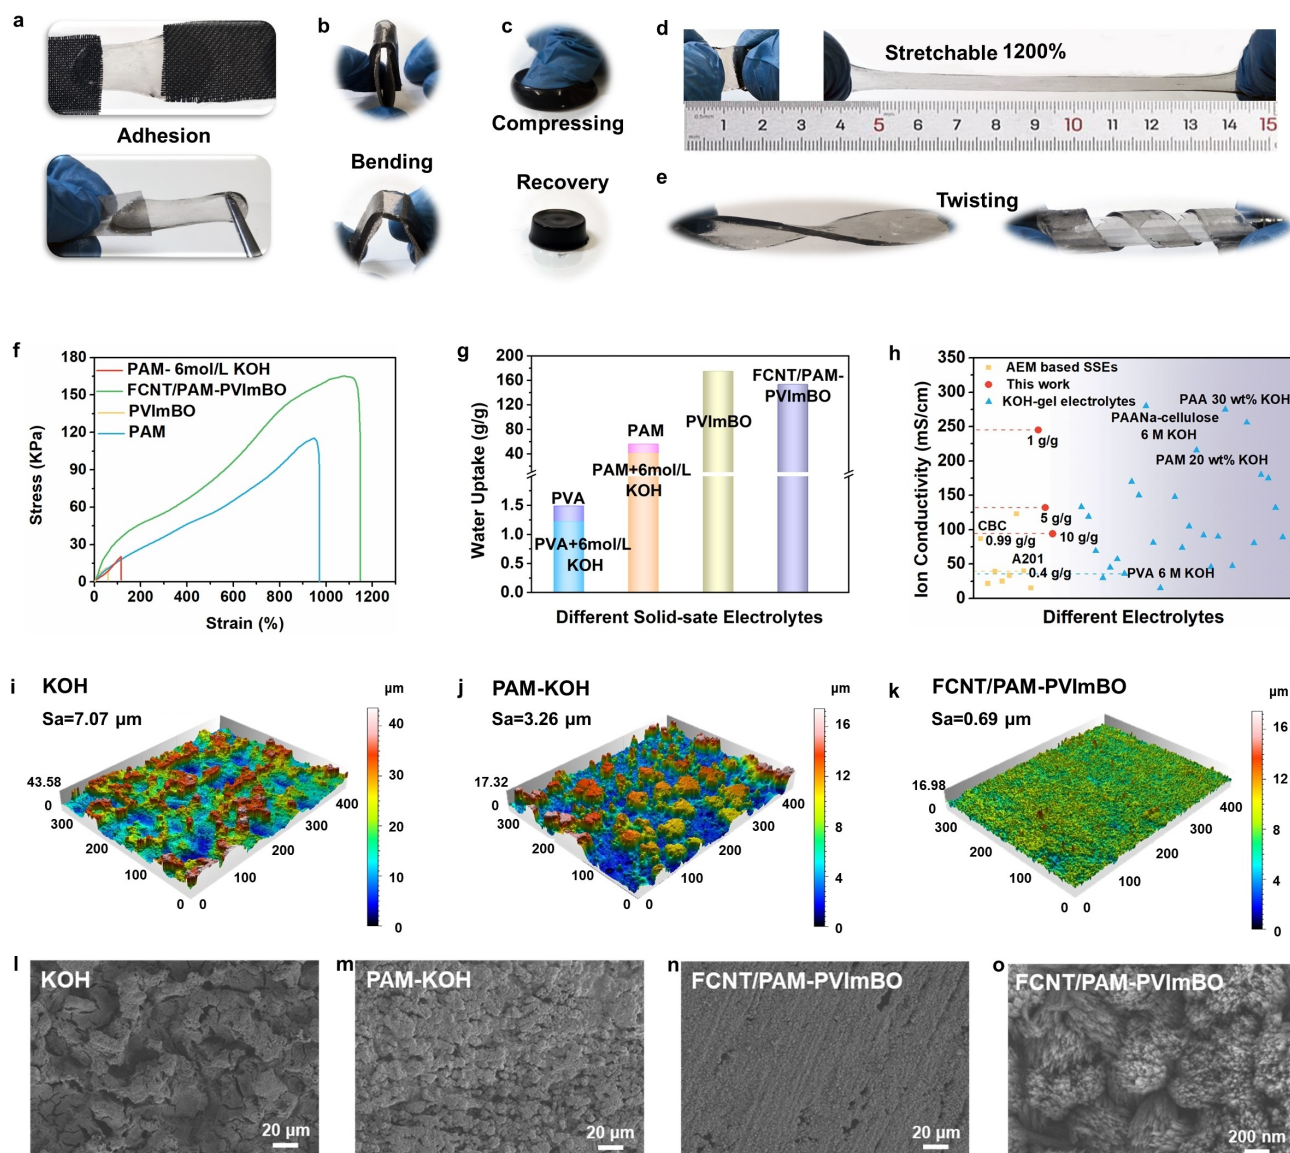 a
Adhesion
b
Bending
c
Compressing
Recovery
d
Stretchable 1200%
1 2 3 4 5 6 7 8 9 10 11 12 13 14 15
e
Twisting
f
180
150
120
90
60
30
0
Stress (KPa)
PAM- 6mol/L KOH
FCNT/PAM-PVImBO
PVImBO
PAM
0 200 400 600 800 1000 1200
Strain (%)
g
200
160
120
80
40
1.5
1.0
0.5
0.0
Water Uptake (g/g)
PVA
PVA+6mol/L
KOH
PAM
PAM+6mol/L
KOH
PVImBO
FCNT/PAM-
PVImBO
Different Solid-sate Electrolytes
h
350
300
250
200
150
100
50
0
Ion Conductivity (mS/cm)
AEM based SSEs
This work
KOH-gel electrolytes
PAA 30 wt% KOH
PAANa-cellulose
6 M KOH
PAM 20 wt% KOH
1 g/g
5 g/g
CBC
0.99 g/g
10 g/g
A201
0.4 g/g
PVA 6 M KOH
Different Electrolytes
i
KOH
Sa=7.07 µm
43.58
0
300
200
100
0
0
100
200
300
400
µm
40
30
20
10
0
j
PAM-KOH
Sa=3.26 µm
17.32
0
300
200
100
0
0
100
200
300
400
µm
16
12
8
4
0
k
FCNT/PAM-PVImBO
Sa=0.69 µm
16.98
0
300
200
100
0
0
100
200
300
400
µm
16
12
8
4
0
l
KOH
20 µm
m
PAM-KOH
20 µm
n
FCNT/PAM-PVImBO
20 µm
o
FCNT/PAM-PVImBO
200 nm